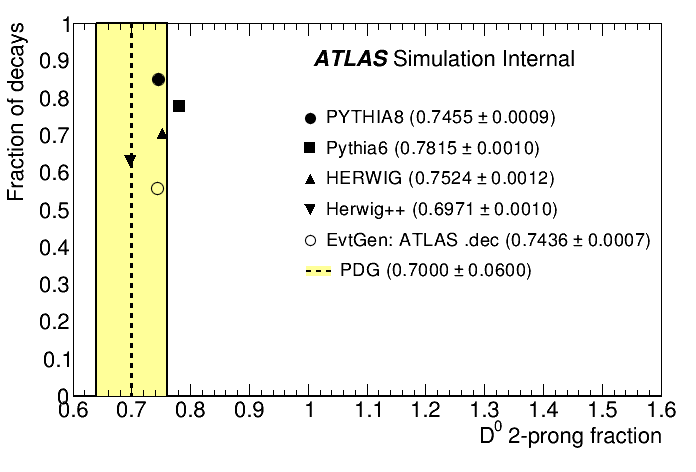 Fraction of decays
1
0.9
0.8
0.7
0.6
0.5
0.4
0.3
0.2
0.1
0
ATLAS Simulation Internal
PYTHIA8 (0.7455 ± 0.0009)
Pythia6 (0.7815 ± 0.0010)
HERWIG (0.7524 ± 0.0012)
Herwig++ (0.6971 ± 0.0010)
EvtGen: ATLAS .dec (0.7436 ± 0.0007)
PDG (0.7000 ± 0.0600)
0.6 0.7 0.8 0.9 1 1.1 1.2 1.3 1.4 1.5 1.6
D⁰ 2-prong fraction